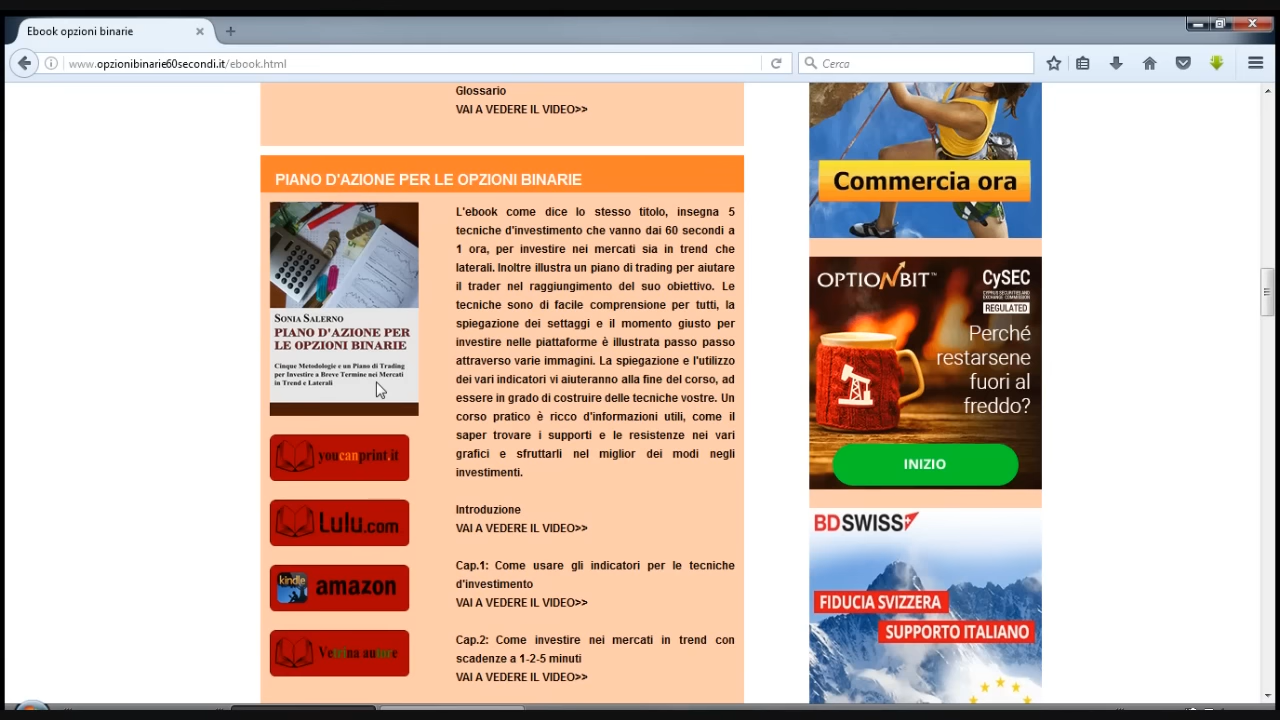 Ebook opzioni binarie
www.opzionibinarie60secondi.it/ebook.html
Cerca
Glossario
VAI A VEDERE IL VIDEO>>
PIANO D'AZIONE PER LE OPZIONI BINARIE
SONIA SALERNO
PIANO D'AZIONE PER
LE OPZIONI BINARIE
Cinque Metodologie e un Piano di Trading
per Investire a Breve Termine nei Mercati
in Trend e Laterali
youcanprint.it
Lulu.com
kindle amazon
Vetrina autore
L'ebook come dice lo stesso titolo, insegna 5
tecniche d'investimento che vanno dai 60 secondi a
1 ora, per investire nei mercati sia in trend che
laterali. Inoltre illustra un piano di trading per aiutare
il trader nel raggiungimento del suo obiettivo. Le
tecniche sono di facile comprensione per tutti, la
spiegazione dei settaggi e il momento giusto per
investire nelle piattaforme è illustrata passo passo
attraverso varie immagini. La spiegazione e l'utilizzo
dei vari indicatori vi aiuteranno alla fine del corso, ad
essere in grado di costruire delle tecniche vostre. Un
corso pratico è ricco d'informazioni utili, come il
saper trovare i supporti e le resistenze nei vari
grafici e sfruttarli nel miglior dei modi negli
investimenti.
Introduzione
VAI A VEDERE IL VIDEO>>
Cap.1: Come usare gli indicatori per le tecniche
d'investimento
VAI A VEDERE IL VIDEO>>
Cap.2: Come investire nei mercati in trend con
scadenze a 1-2-5 minuti
VAI A VEDERE IL VIDEO>>
Commercia ora
OPTIONBIT™
CySEC
CYPRUS SECURITIES AND
EXCHANGE COMMISSION
REGULATED
Perché
restarsene
fuori al
freddo?
INIZIO
BDSWISS
FIDUCIA SVIZZERA
SUPPORTO ITALIANO